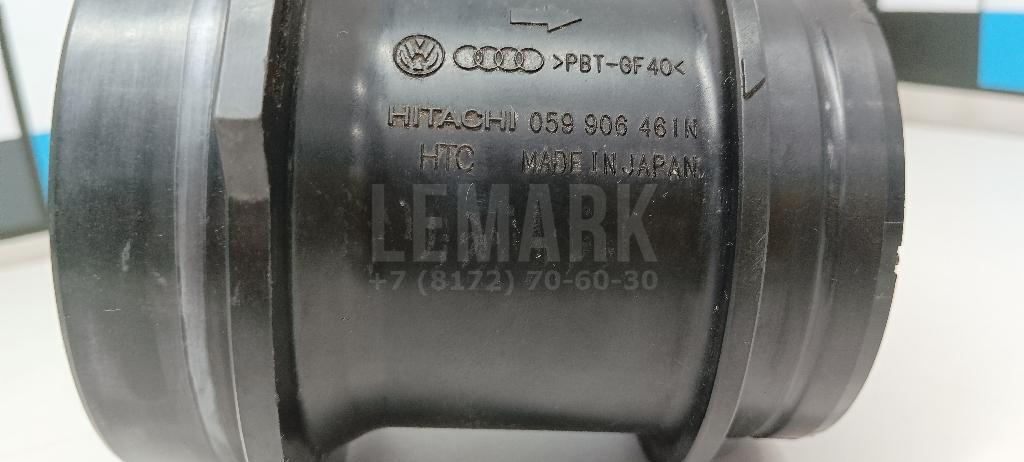 >PBT-GF40<
HITACHI 059 906 461N
HTC MADE IN JAPAN
LEMARK
+7 (8172) 70-60-30